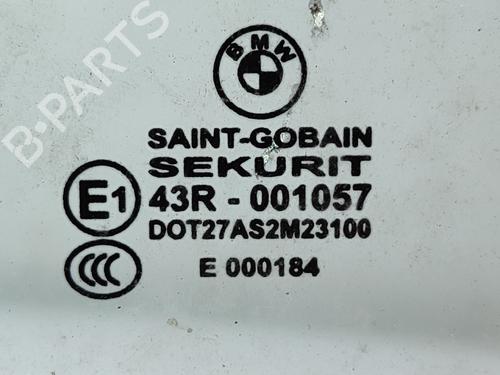 B-PARTS
BMW
SAINT-GOBAIN
SEKURIT
E1 43R - 001057
DOT27AS2M23100
CCC E 000184